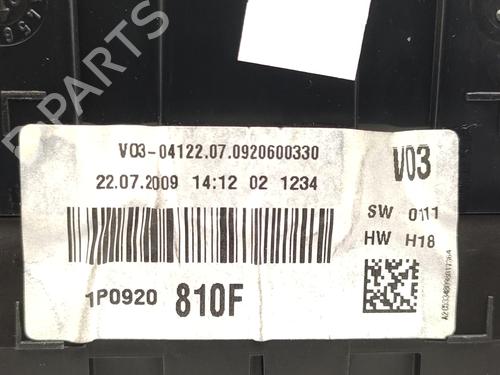 B-PARTS
V03-04122.07.0920600330
22.07.2009 14:12 02 1234
V03
SW 0111
HW H18
1P0920 810F